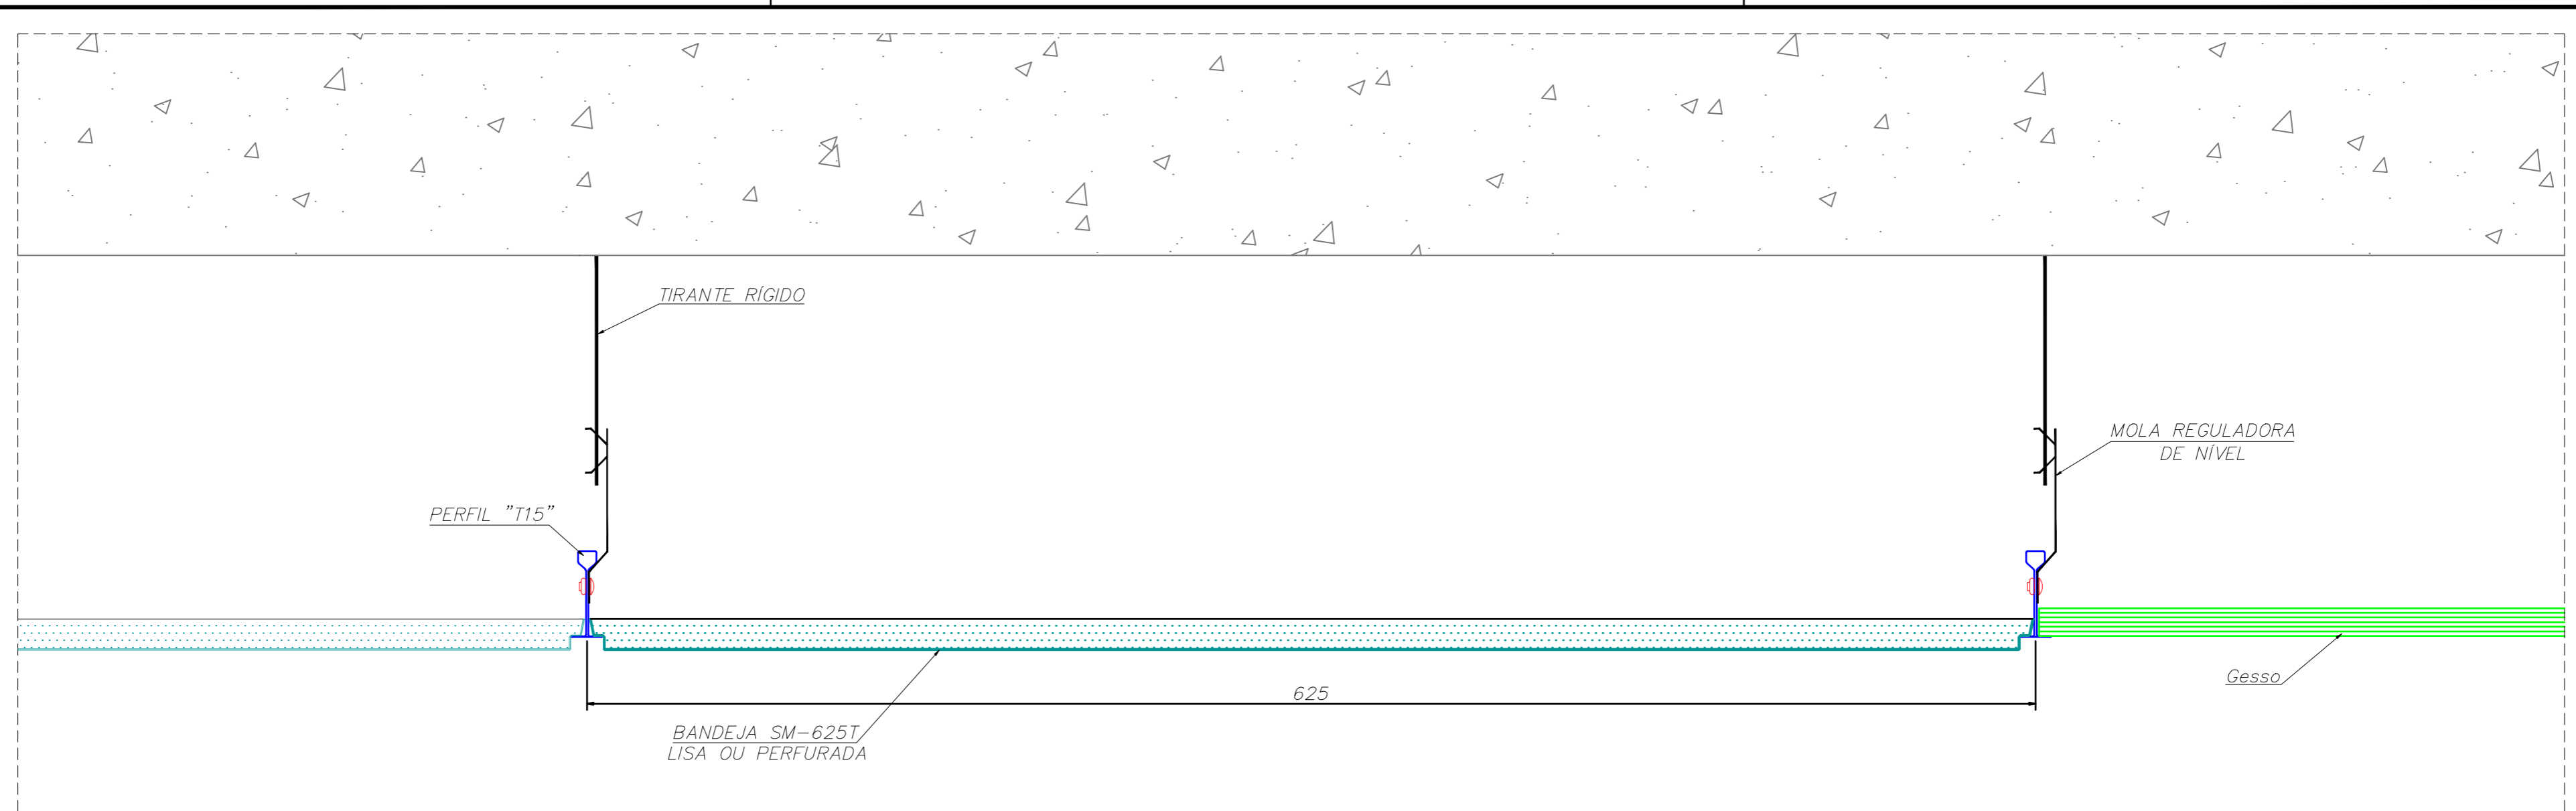 TIRANTE RÍGIDO
MOLA REGULADORA
DE NÍVEL
PERFIL "T15"
Gesso
625
BANDEJA SM-625T
LISA OU PERFURADA